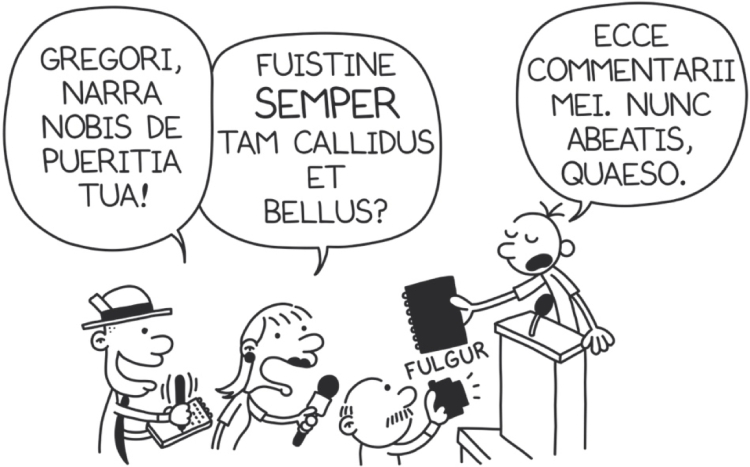 GREGORI,
NARRA
NOBIS DE
PUERITIA
TUA!
FUISTINE
SEMPER
TAM CALLIDUS
ET
BELLUS?
ECCE
COMMENTARII
MEI. NUNC
ABEATIS,
QUAESO.
FULGUR